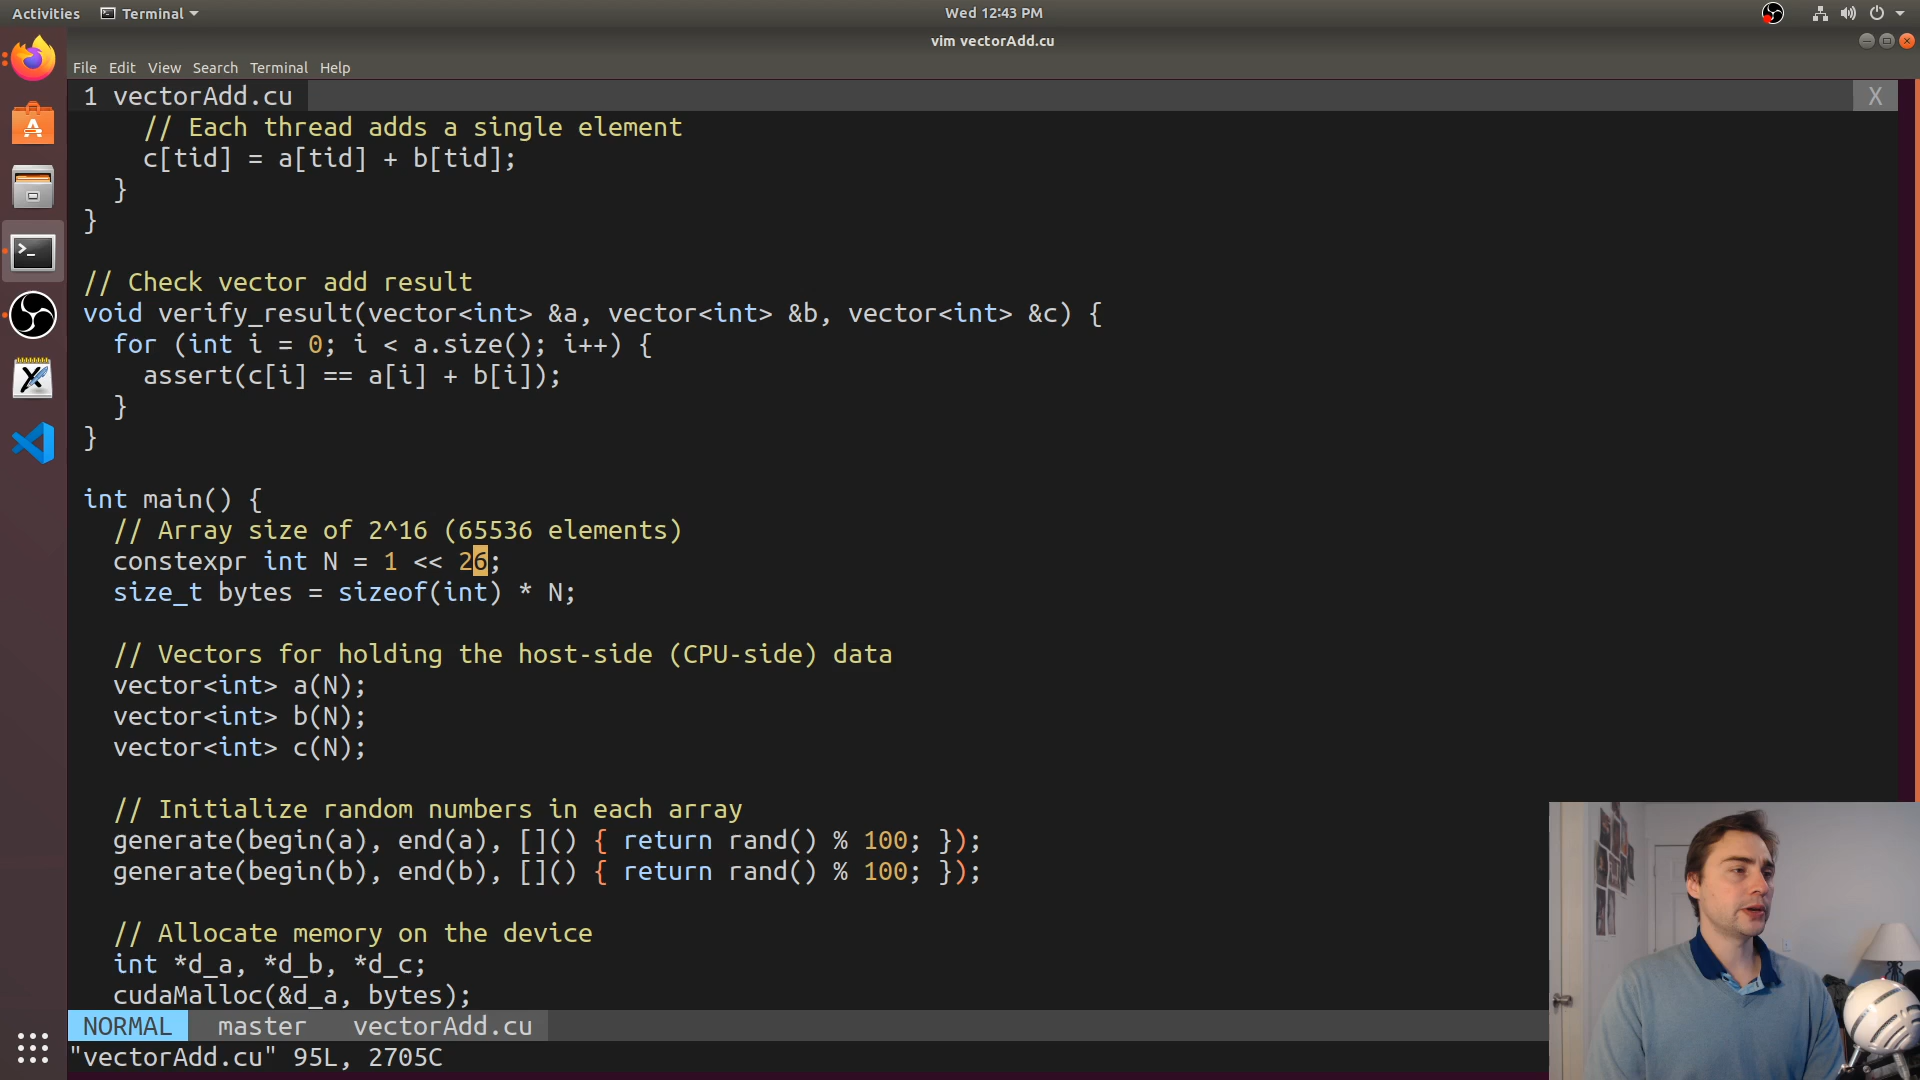 Activities Terminal Wed 12:43 PM
vim vectorAdd.cu
File Edit View Search Terminal Help
1 vectorAdd.cu X
// Each thread adds a single element
c[tid] = a[tid] + b[tid];
}
}
// Check vector add result
void verify_result(vector<int> &a, vector<int> &b, vector<int> &c) {
for (int i = 0; i < a.size(); i++) {
assert(c[i] == a[i] + b[i]);
}
}
int main() {
// Array size of 2^16 (65536 elements)
constexpr int N = 1 << 26;
size_t bytes = sizeof(int) * N;
// Vectors for holding the host-side (CPU-side) data
vector<int> a(N);
vector<int> b(N);
vector<int> c(N);
// Initialize random numbers in each array
generate(begin(a), end(a), []() { return rand() % 100; });
generate(begin(b), end(b), []() { return rand() % 100; });
// Allocate memory on the device
int *d_a, *d_b, *d_c;
cudaMalloc(&d_a, bytes);
NORMAL master vectorAdd.cu
"vectorAdd.cu" 95L, 2705C